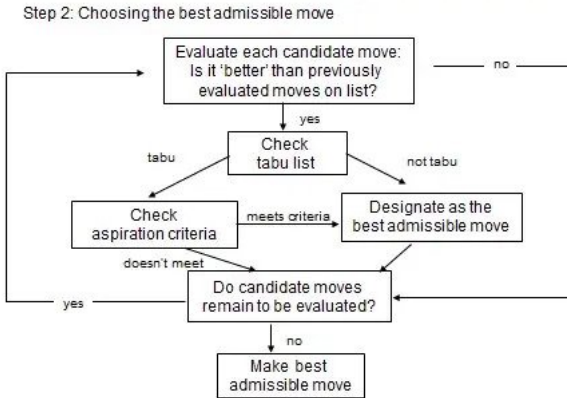 Step 2: Choosing the best admissible move
Evaluate each candidate move:
Is it ‘better’ than previously
evaluated moves on list?
no
yes
Check
tabu list
tabu
not tabu
Check
aspiration criteria
meets criteria
Designate as the
best admissible move
doesn't meet
Do candidate moves
remain to be evaluated?
yes
no
Make best
admissible move